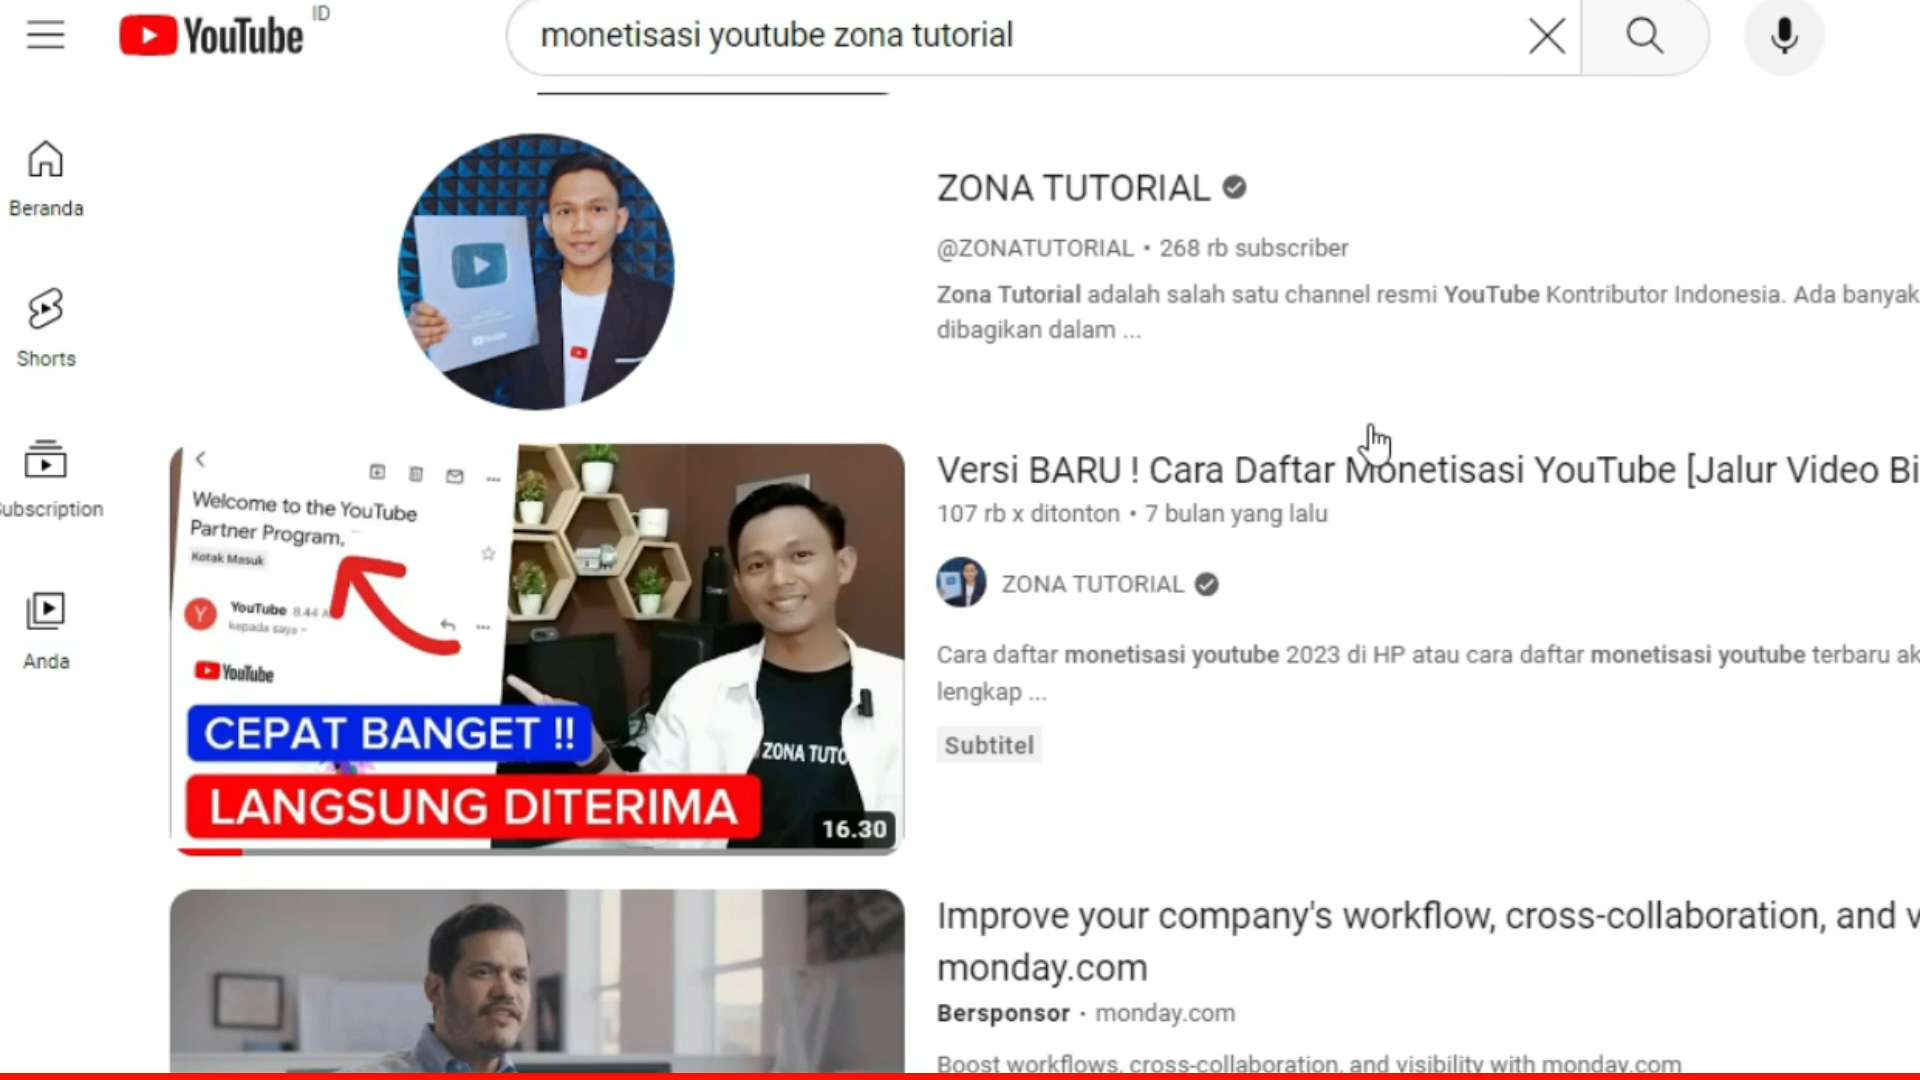 YouTube ID
monetisasi youtube zona tutorial
Beranda
Shorts
ubscription
Anda
ZONA TUTORIAL
@ZONATUTORIAL • 268 rb subscriber
Zona Tutorial adalah salah satu channel resmi YouTube Kontributor Indonesia. Ada banyak
dibagikan dalam ...
Welcome to the YouTube
Partner Program,
Kotak Masuk
Y
YouTube 8.44
kepada saya
YouTube
CEPAT BANGET !!
LANGSUNG DITERIMA
ZONA TUTO
16.30
Versi BARU ! Cara Daftar Monetisasi YouTube [Jalur Video Bi
107 rb x ditonton • 7 bulan yang lalu
ZONA TUTORIAL
Cara daftar monetisasi youtube 2023 di HP atau cara daftar monetisasi youtube terbaru ak
lengkap ...
Subtitel
Improve your company's workflow, cross-collaboration, and v
monday.com
Bersponsor · monday.com
Boost workflows, cross-collaboration, and visibility with monday.com